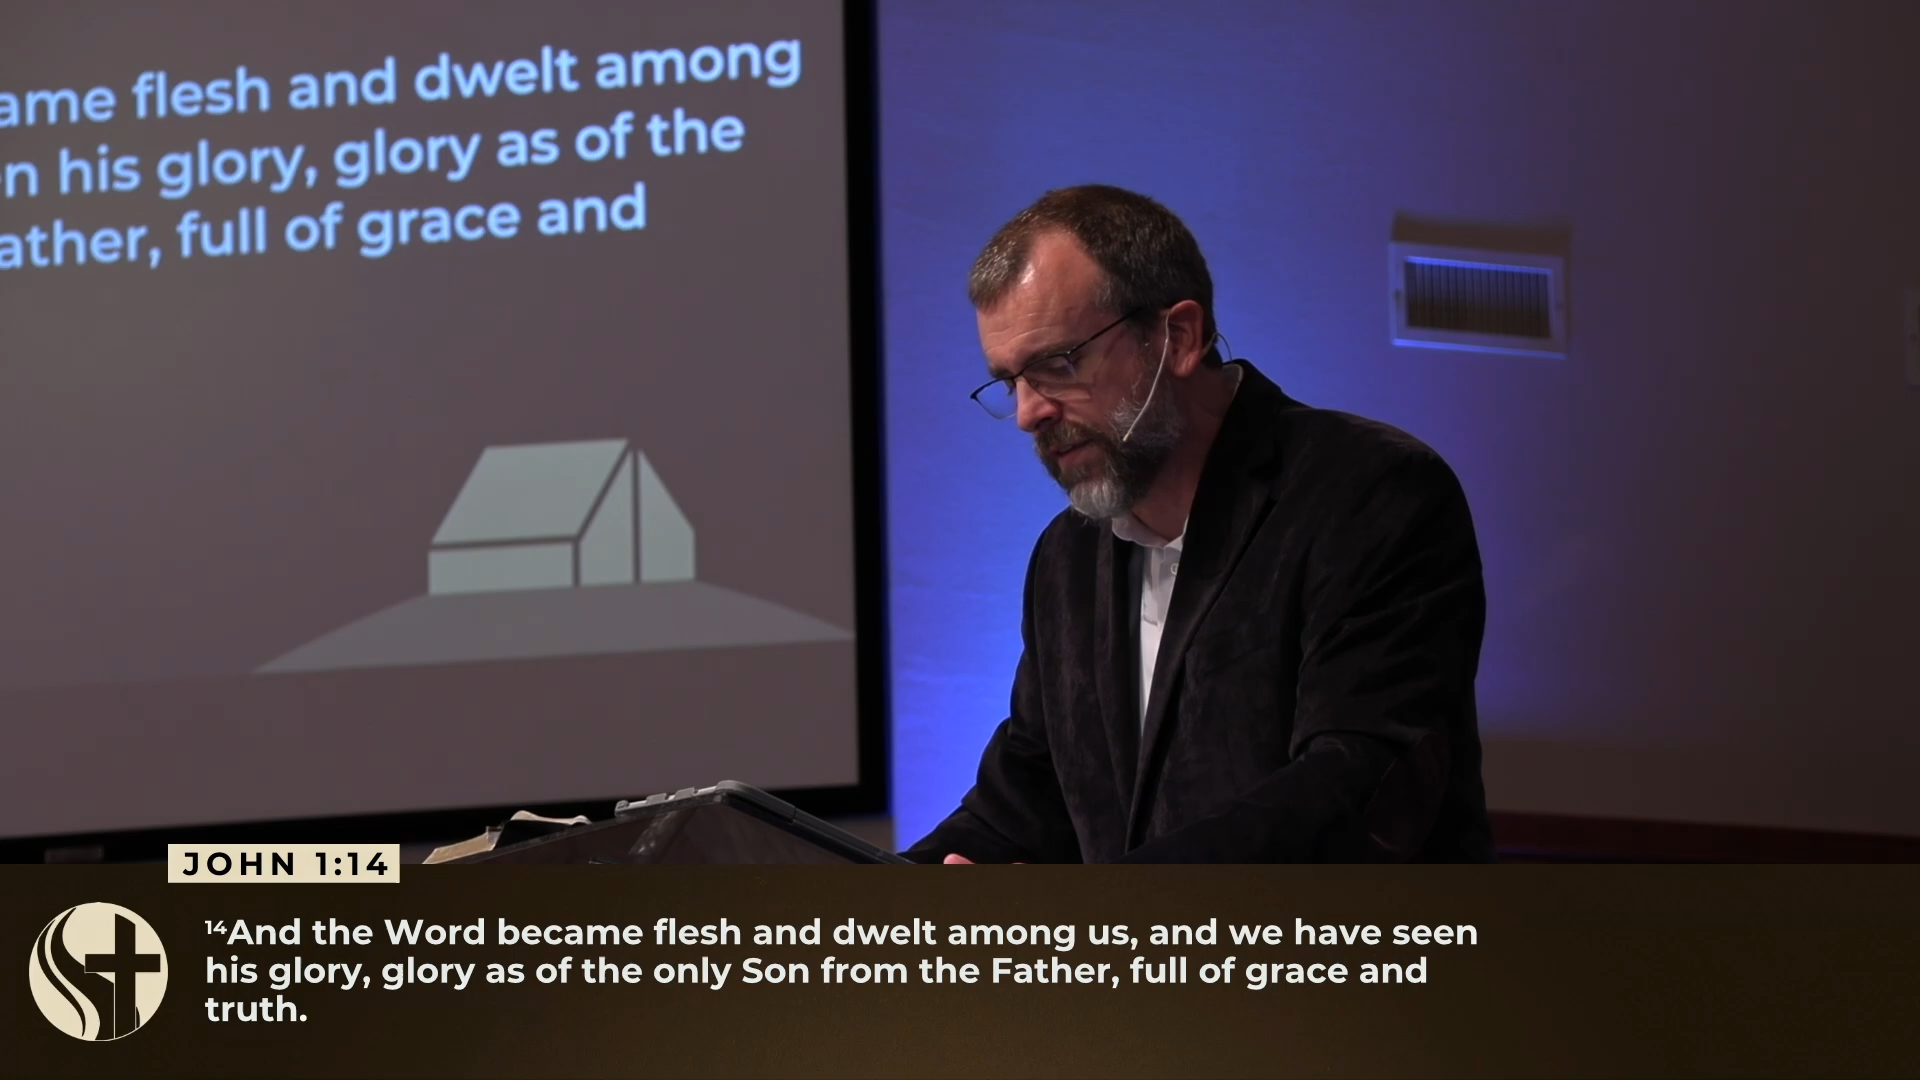 ame flesh and dwelt among
n his glory, glory as of the
ather, full of grace and
JOHN 1:14
¹⁴And the Word became flesh and dwelt among us, and we have seen
his glory, glory as of the only Son from the Father, full of grace and
truth.